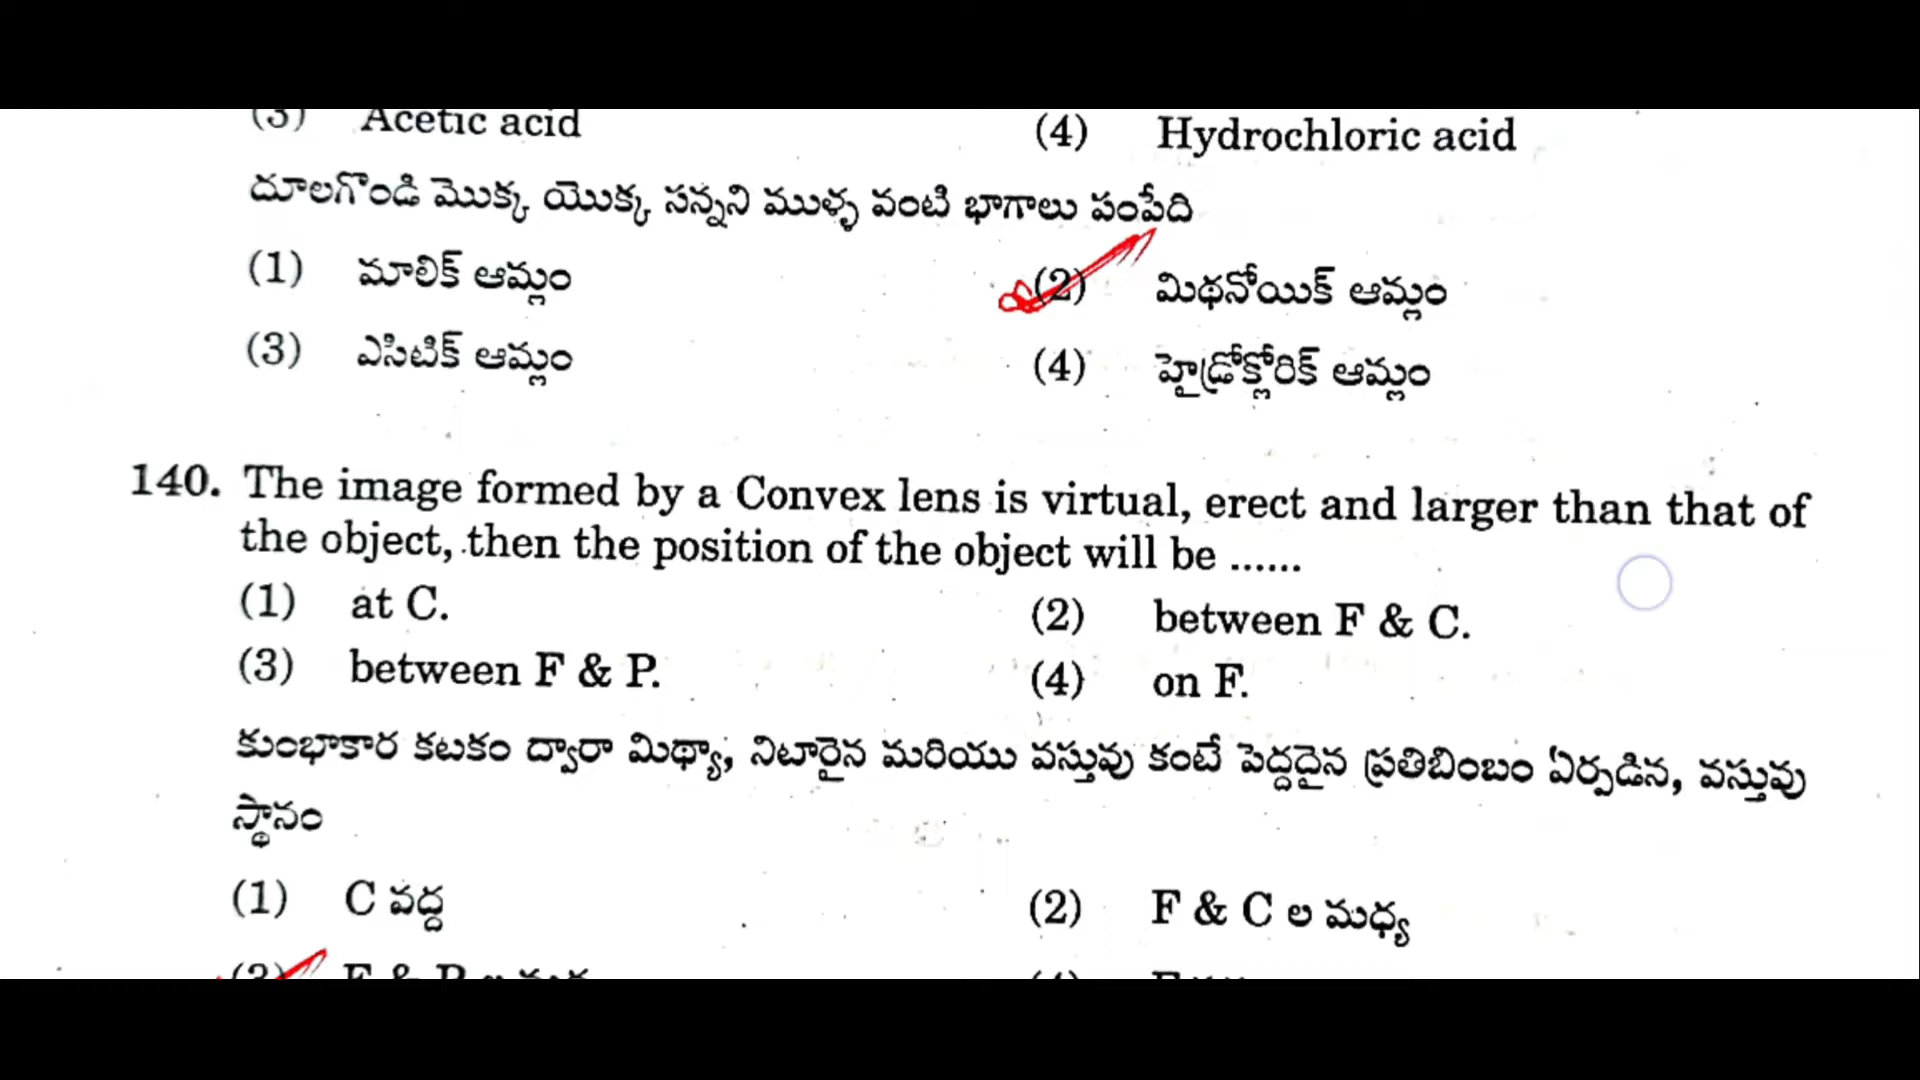 (3) Acetic acid (4) Hydrochloric acid
దూలగొండి మొక్క యొక్క సన్నని ముళ్ళ వంటి భాగాలు పంపేది
(1) మాలిక్ ఆమ్లం (2) మిథనోయిక్ ఆమ్లం
(3) ఎసిటిక్ ఆమ్లం (4) హైడ్రోక్లోరిక్ ఆమ్లం
140. The image formed by a Convex lens is virtual, erect and larger than that of
the object, then the position of the object will be ......
(1) at C. (2) between F & C.
(3) between F & P. (4) on F.
కుంభాకార కటకం ద్వారా మిథ్యా, నిటారైన మరియు వస్తువు కంటే పెద్దదైన ప్రతిబింబం ఏర్పడిన, వస్తువు
స్థానం
(1) C వద్ద (2) F & C ల మధ్య
(3) F & P ల